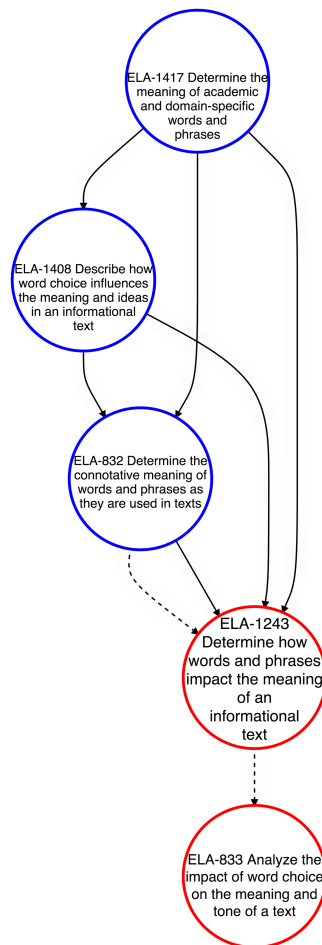 ELA-1417 Determine the
meaning of academic
and domain-specific
words and
phrases
ELA-1408 Describe how
word choice influences
the meaning and ideas
in an informational
text
ELA-832 Determine the
connotative meaning of
words and phrases as
they are used in texts
ELA-1243
Determine how
words and phrases
impact the meaning
of an
informational
text
ELA-833 Analyze the
impact of word choice
on the meaning and
tone of a text